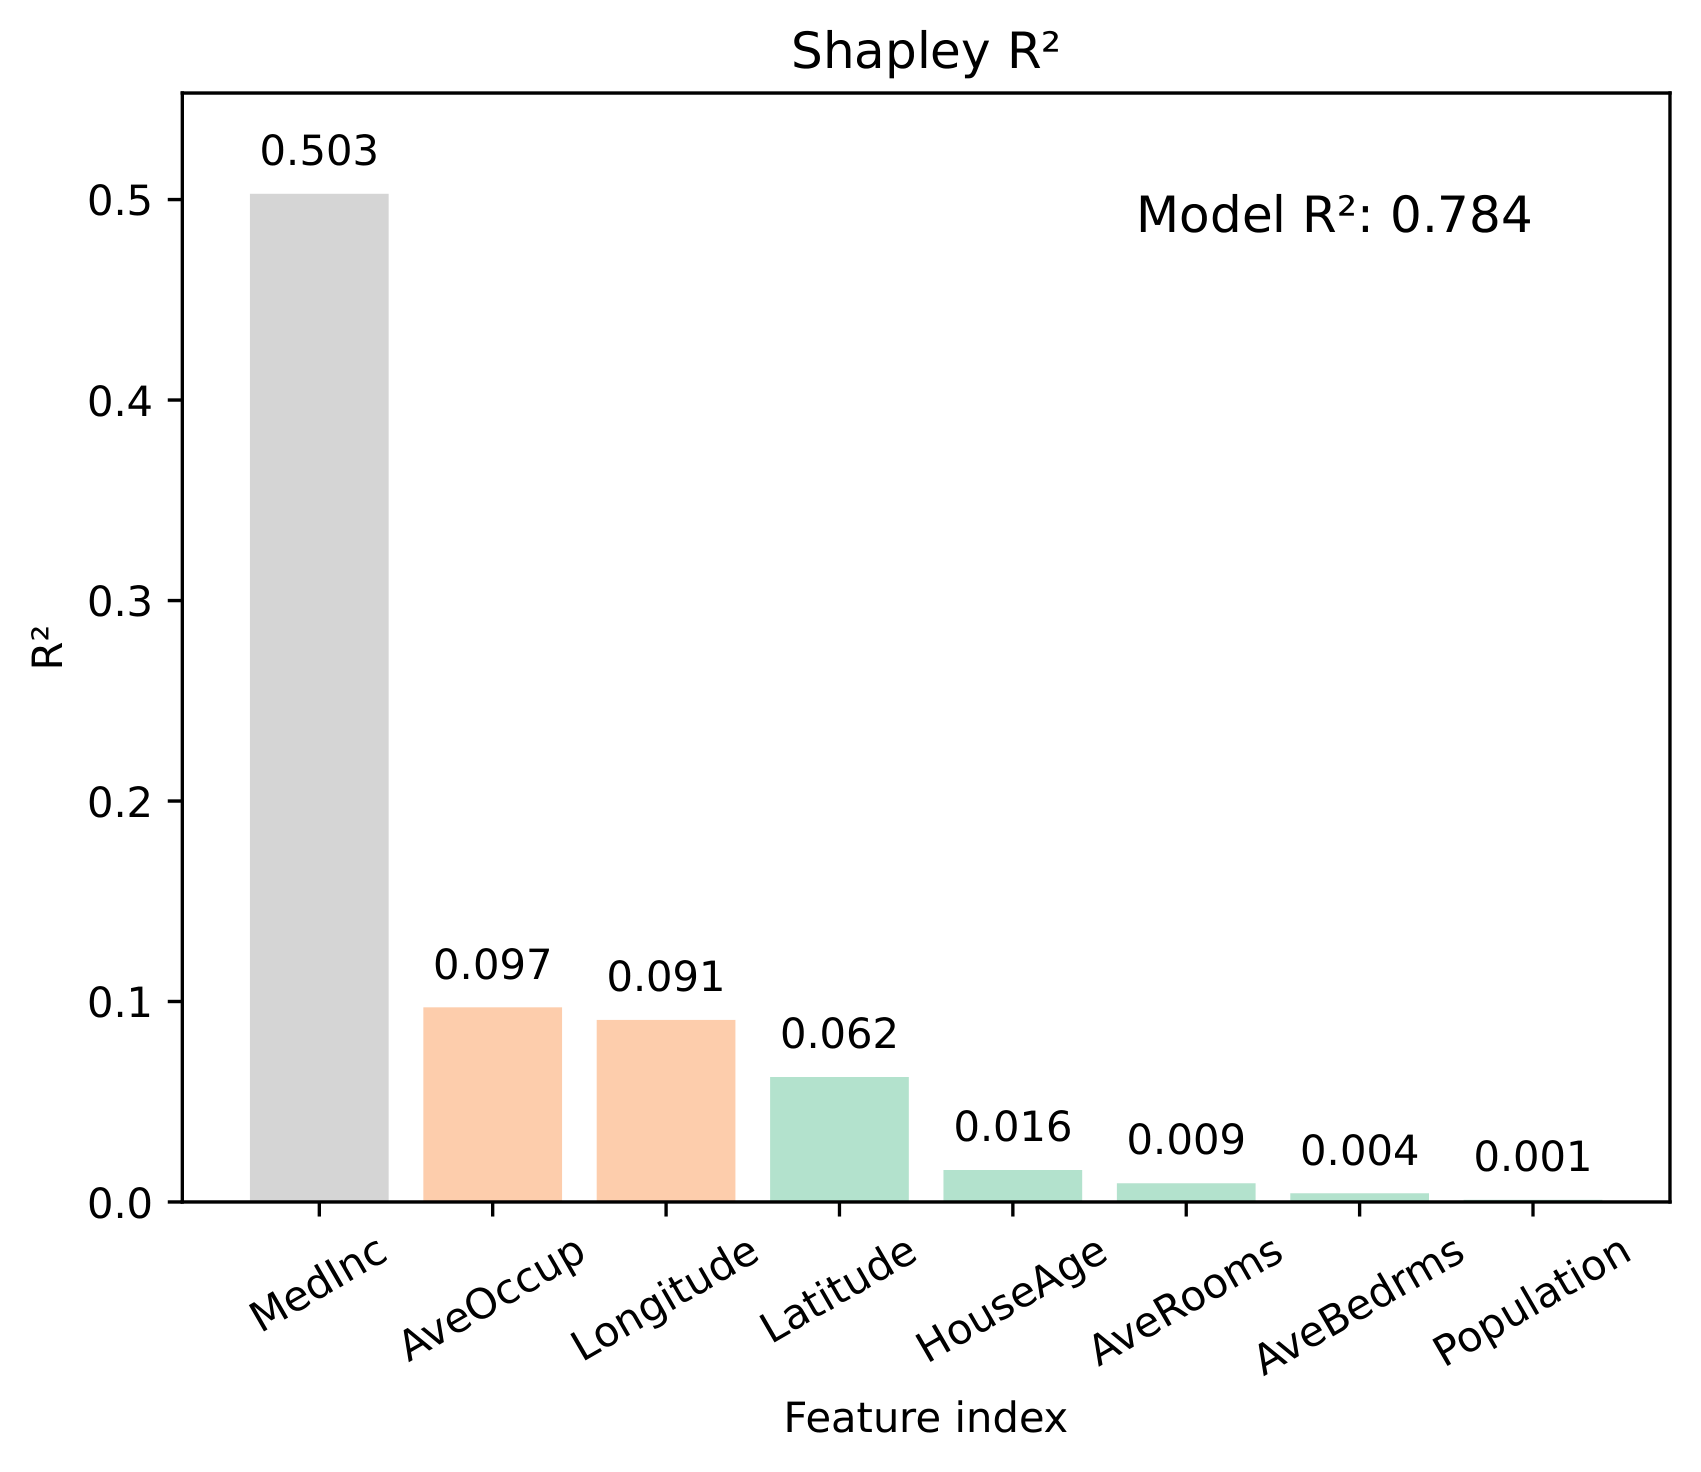 Shapley R²
0.503
0.5
Model R²: 0.784
0.4
0.3
R²
0.2
0.097
0.091
0.1
0.062
0.016
0.009
0.004
0.001
0.0
MedInc
AveOccup
Longitude
Latitude
HouseAge
AveRooms
AveBedrms
Population
Feature index